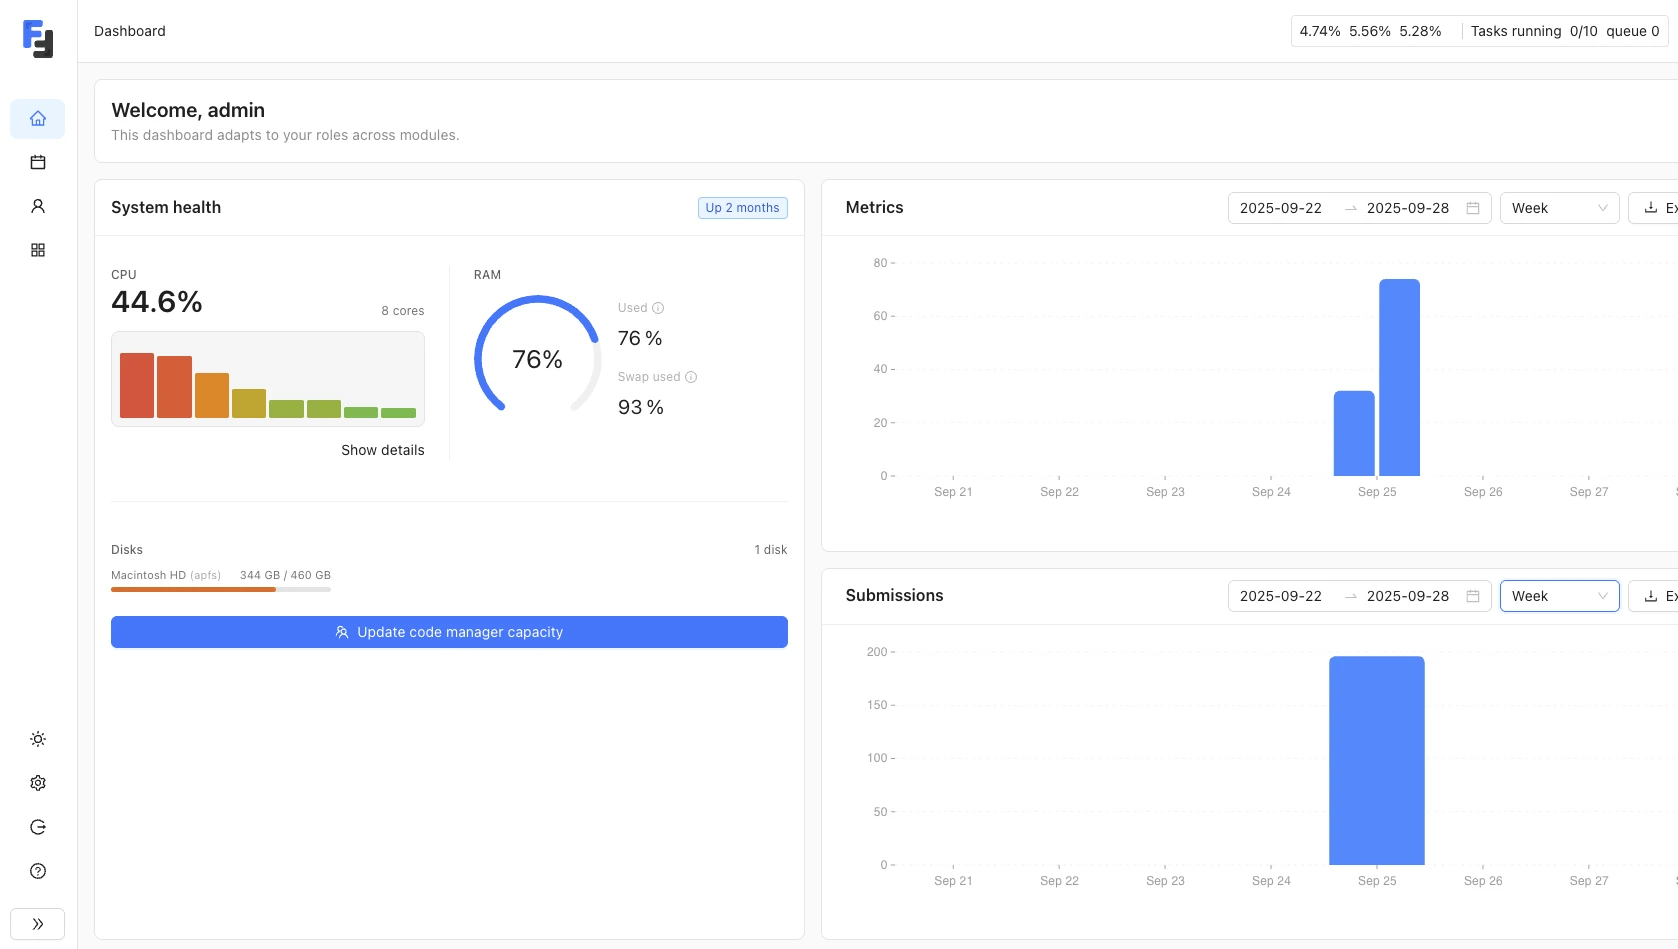 Dashboard
4.74% 5.56% 5.28% Tasks running 0/10 queue 0
Welcome, admin
This dashboard adapts to your roles across modules.
System health
Up 2 months
CPU
44.6%
8 cores
Show details
RAM
76%
Used
76 %
Swap used
93 %
Disks
1 disk
Macintosh HD (apfs) 344 GB / 460 GB
Update code manager capacity
Metrics
2025-09-22 → 2025-09-28
Week
Ex
80
60
40
20
0
Sep 21 Sep 22 Sep 23 Sep 24 Sep 25 Sep 26 Sep 27
Submissions
2025-09-22 → 2025-09-28
Week
Ex
200
150
100
50
0
Sep 21 Sep 22 Sep 23 Sep 24 Sep 25 Sep 26 Sep 27